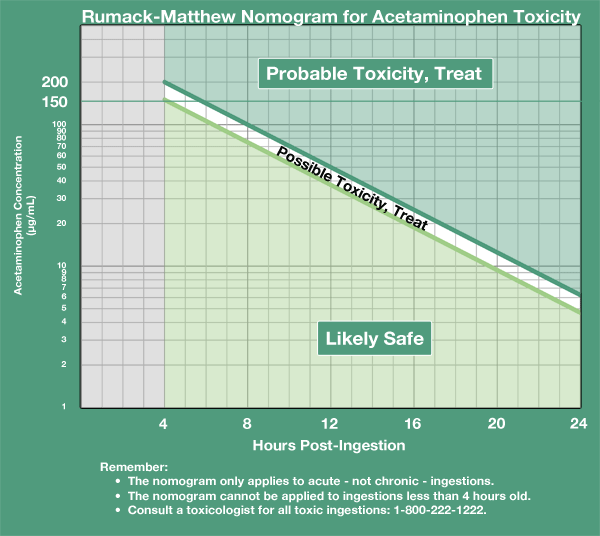 Rumack-Matthew Nomogram for Acetaminophen Toxicity
Probable Toxicity, Treat
200
150
100
90
80
70
60
50
40
30
20
10
9
8
7
6
5
4
3
2
1
Acetaminophen Concentration
(µg/mL)
Possible Toxicity, Treat
Likely Safe
4 8 12 16 20 24
Hours Post-Ingestion
Remember:
• The nomogram only applies to acute - not chronic - ingestions.
• The nomogram cannot be applied to ingestions less than 4 hours old.
• Consult a toxicologist for all toxic ingestions: 1-800-222-1222.